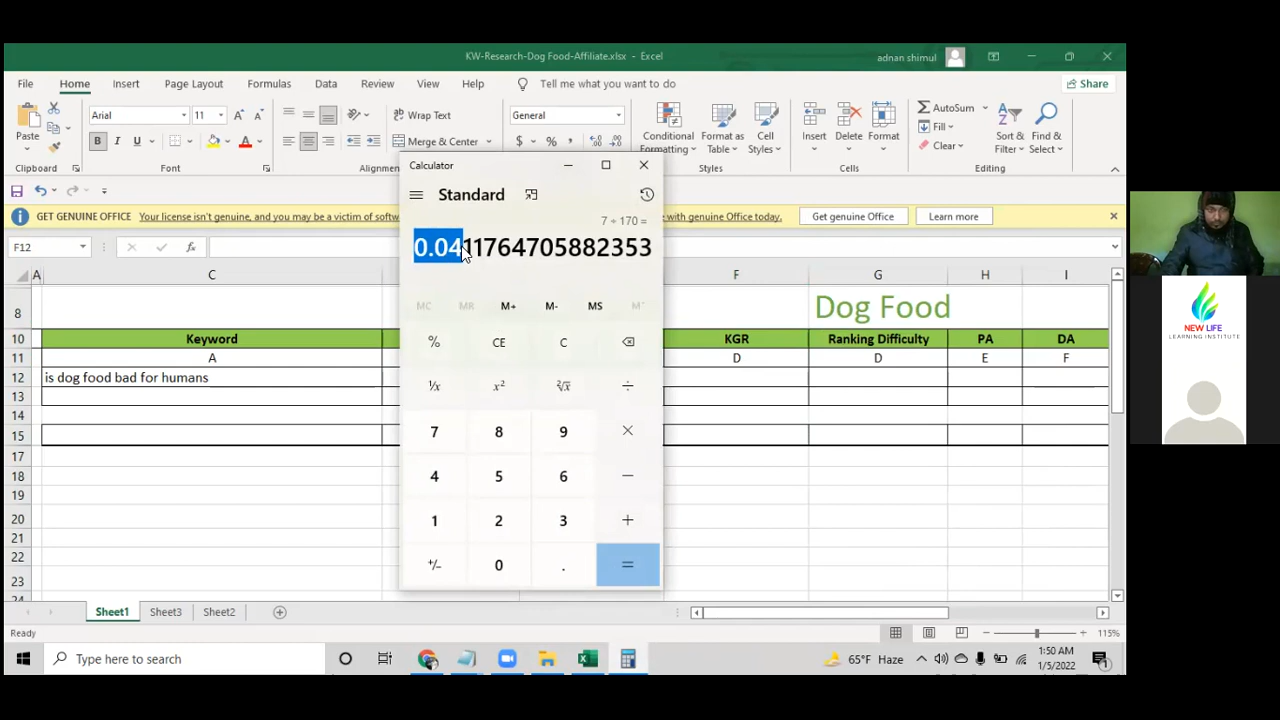 KW-Research-Dog Food-Affiliate.xlsx - Excel
adnan shimul
File Home Insert Page Layout Formulas Data Review View Help Tell me what you want to do Share
Paste
Clipboard
Arial 11
B I U
Font
Wrap Text
Merge & Center
Alignmen
General
$ % ,
Conditional Formatting
Format as Table
Cell Styles
Styles
Insert Delete Format
Cells
AutoSum
Fill
Clear
Sort & Filter
Find & Select
Editing
GET GENUINE OFFICE Your license isn't genuine, and you may be a victim of softw
with genuine Office today. Get genuine Office Learn more
F12 fx
A C F G H I
8 Dog Food
10 Keyword KGR Ranking Difficulty PA DA
11 A D D E F
12 is dog food bad for humans
13
14
15
17
18
19
20
21
22
23
24
Calculator
Standard
7 ÷ 170 =
0.0411764705882353
MC MR M+ M- MS M˅
% CE C
¹/x x² ²√x ÷
7 8 9 ×
4 5 6 −
1 2 3 +
+/− 0 . =
Sheet1 Sheet3 Sheet2
Ready 115%
Type here to search
65°F Haze
1:50 AM
1/5/2022
1
NEW LIFE
LEARNING INSTITUTE